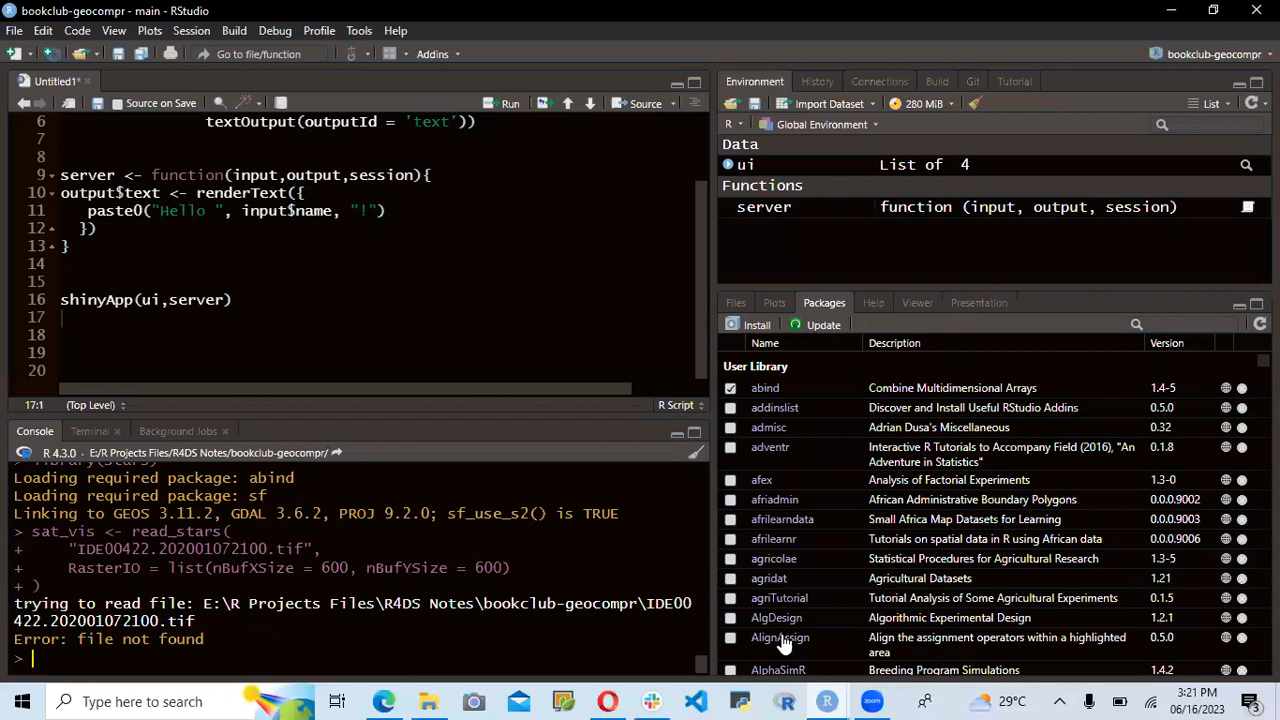 bookclub-geocompr - main - RStudio
File Edit Code View Plots Session Build Debug Profile Tools Help
Go to file/function Addins bookclub-geocompr
Untitled1*
Source on Save Run Source
6 textOutput(outputId = 'text'))
7
8
9 server <- function(input,output,session){
10 output$text <- renderText({
11 paste0("Hello ", input$name, "!")
12 })
13 }
14
15
16 shinyApp(ui,server)
17
18
19
20
17:1 (Top Level) R Script
Console Terminal Background Jobs
R 4.3.0 · E:/R Projects Files/R4DS Notes/bookclub-geocompr/
> library(stars)
Loading required package: abind
Loading required package: sf
Linking to GEOS 3.11.2, GDAL 3.6.2, PROJ 9.2.0; sf_use_s2() is TRUE
> sat_vis <- read_stars(
+ "IDE00422.202001072100.tif",
+ RasterIO = list(nBufXSize = 600, nBufYSize = 600)
+ )
trying to read file: E:\R Projects Files\R4DS Notes\bookclub-geocompr\IDE00
422.202001072100.tif
Error: file not found
>
Environment History Connections Build Git Tutorial
Import Dataset 280 MiB List
R Global Environment
Data
ui List of 4
Functions
server function (input, output, session)
Files Plots Packages Help Viewer Presentation
Install Update
Name Description Version
User Library
abind Combine Multidimensional Arrays 1.4-5
addinslist Discover and Install Useful RStudio Addins 0.5.0
admisc Adrian Dusa's Miscellaneous 0.32
adventr Interactive R Tutorials to Accompany Field (2016), "An 0.1.8
Adventure in Statistics"
afex Analysis of Factorial Experiments 1.3-0
afriadmin African Administrative Boundary Polygons 0.0.0.9002
afrilearndata Small Africa Map Datasets for Learning 0.0.0.9003
afrilearnr Tutorials on spatial data in R using African data 0.0.0.9006
agricolae Statistical Procedures for Agricultural Research 1.3-5
agridat Agricultural Datasets 1.21
agriTutorial Tutorial Analysis of Some Agricultural Experiments 0.1.5
AlgDesign Algorithmic Experimental Design 1.2.1
AlignAssign Align the assignment operators within a highlighted 0.5.0
area
AlphaSimR Breeding Program Simulations 1.4.2
Type here to search
zoom
29°C
3:21 PM
06/16/2023
3